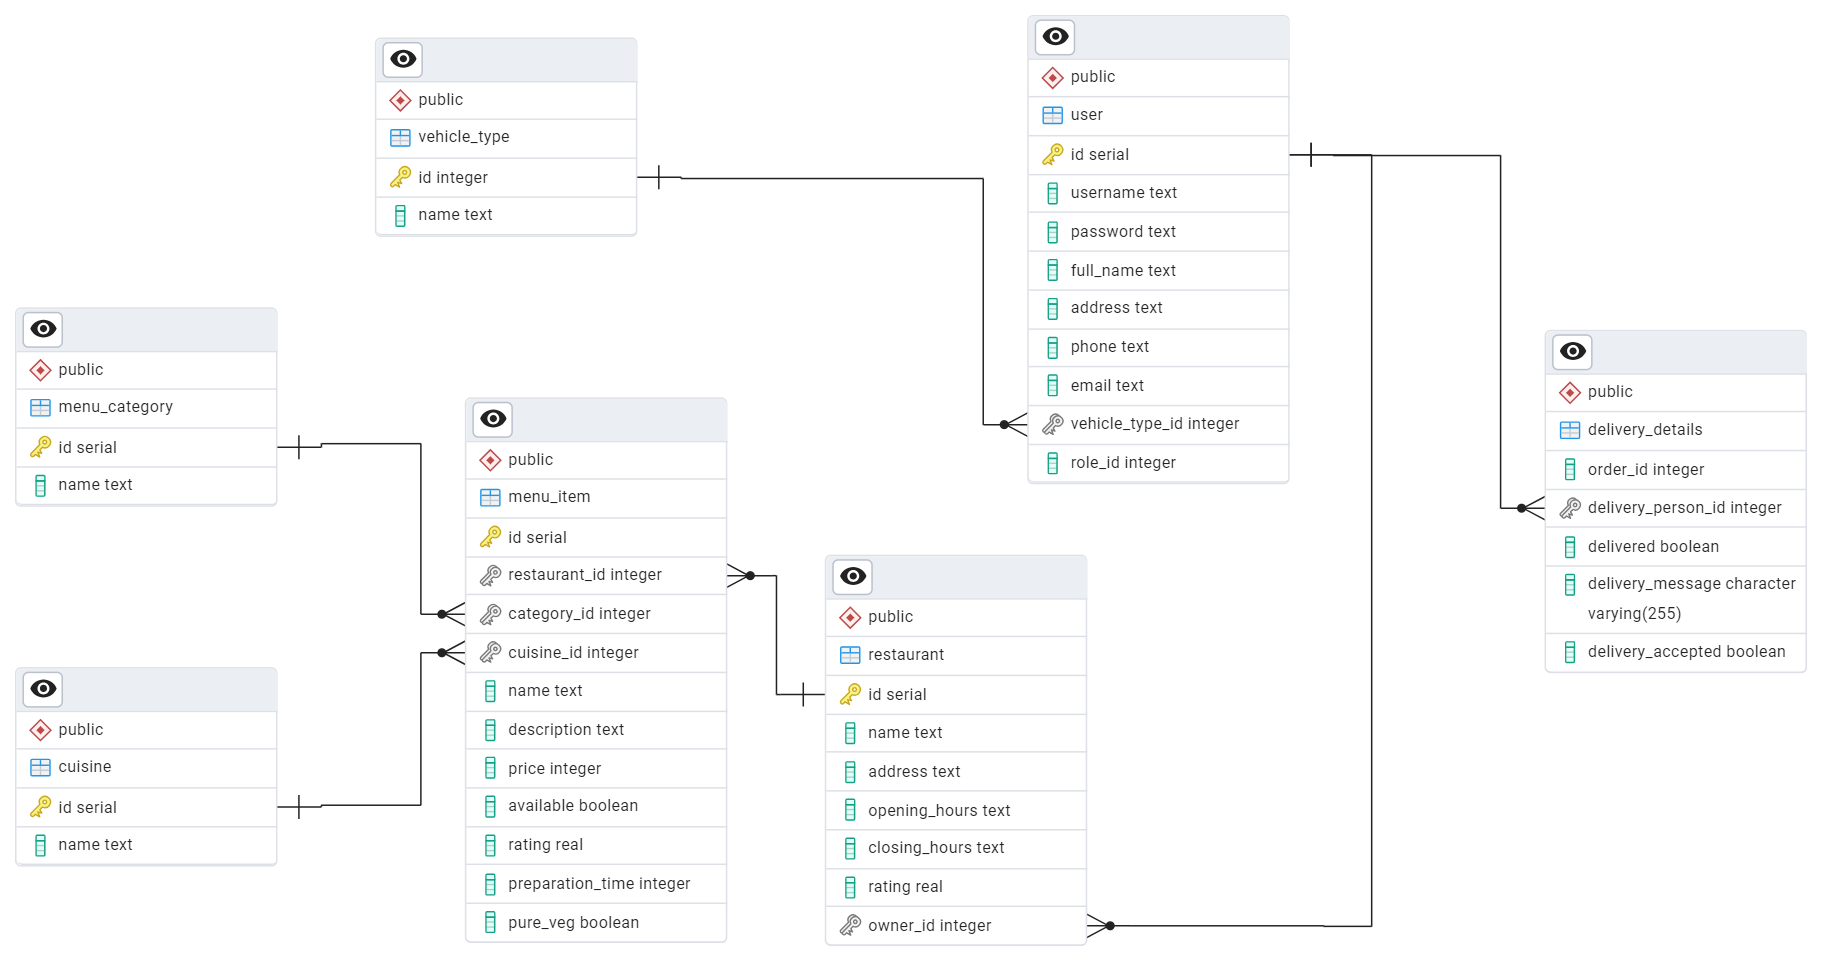 public
vehicle_type
id integer
name text
public
user
id serial
username text
password text
full_name text
address text
phone text
email text
vehicle_type_id integer
role_id integer
public
menu_category
id serial
name text
public
delivery_details
order_id integer
delivery_person_id integer
delivered boolean
delivery_message character
varying(255)
delivery_accepted boolean
public
menu_item
id serial
restaurant_id integer
category_id integer
cuisine_id integer
name text
description text
price integer
available boolean
rating real
preparation_time integer
pure_veg boolean
public
restaurant
id serial
name text
address text
opening_hours text
closing_hours text
rating real
owner_id integer
public
cuisine
id serial
name text